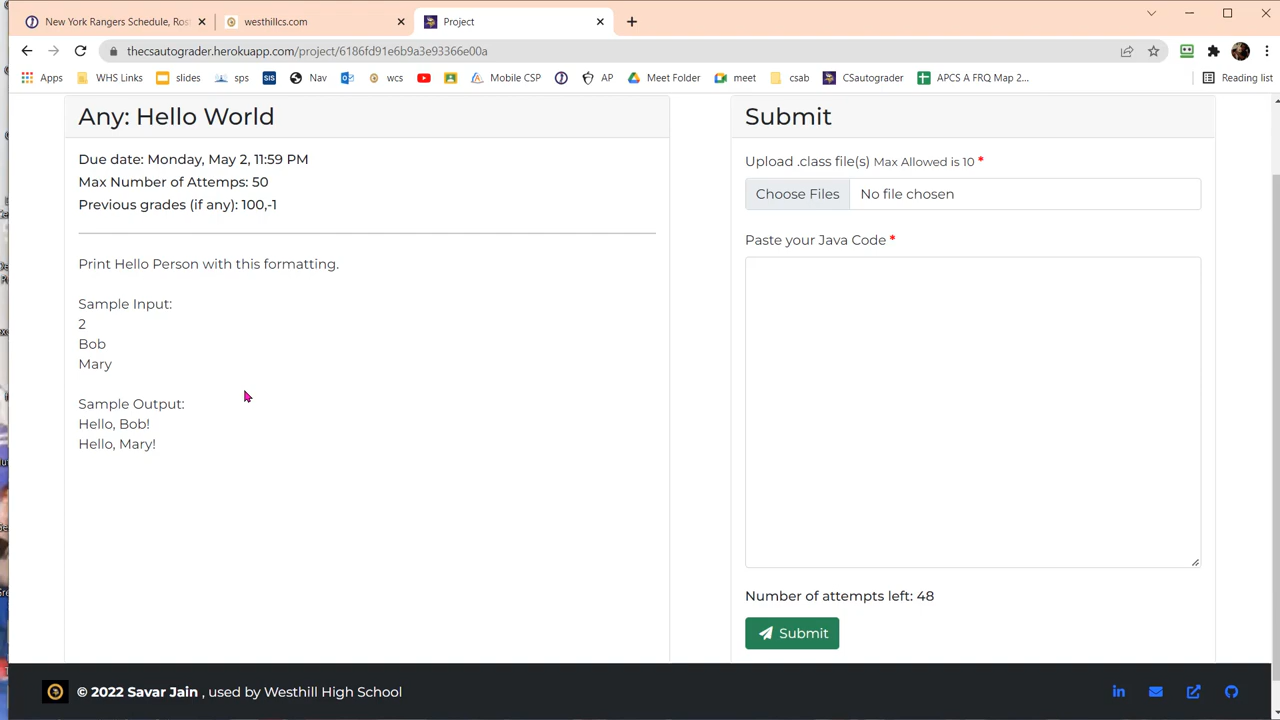 New York Rangers Schedule, Ros
westhillcs.com
Project
thecsautograder.herokuapp.com/project/6186fd91e6b9a3e93366e00a
Apps
WHS Links
slides
sps
SIS
Nav
wcs
AP
Meet Folder
meet
csab
CSautograder
APCS A FRQ Map 2...
Mobile CSP
Reading list
Any: Hello World
Due date: Monday, May 2, 11:59 PM
Max Number of Attemps: 50
Previous grades (if any): 100,-1
Print Hello Person with this formatting.
Sample Input:
2
Bob
Mary
Sample Output:
Hello, Bob!
Hello, Mary!
Submit
Upload .class file(s) Max Allowed is 10 *
Choose Files No file chosen
Paste your Java Code *
Number of attempts left: 48
Submit
© 2022 Savar Jain , used by Westhill High School